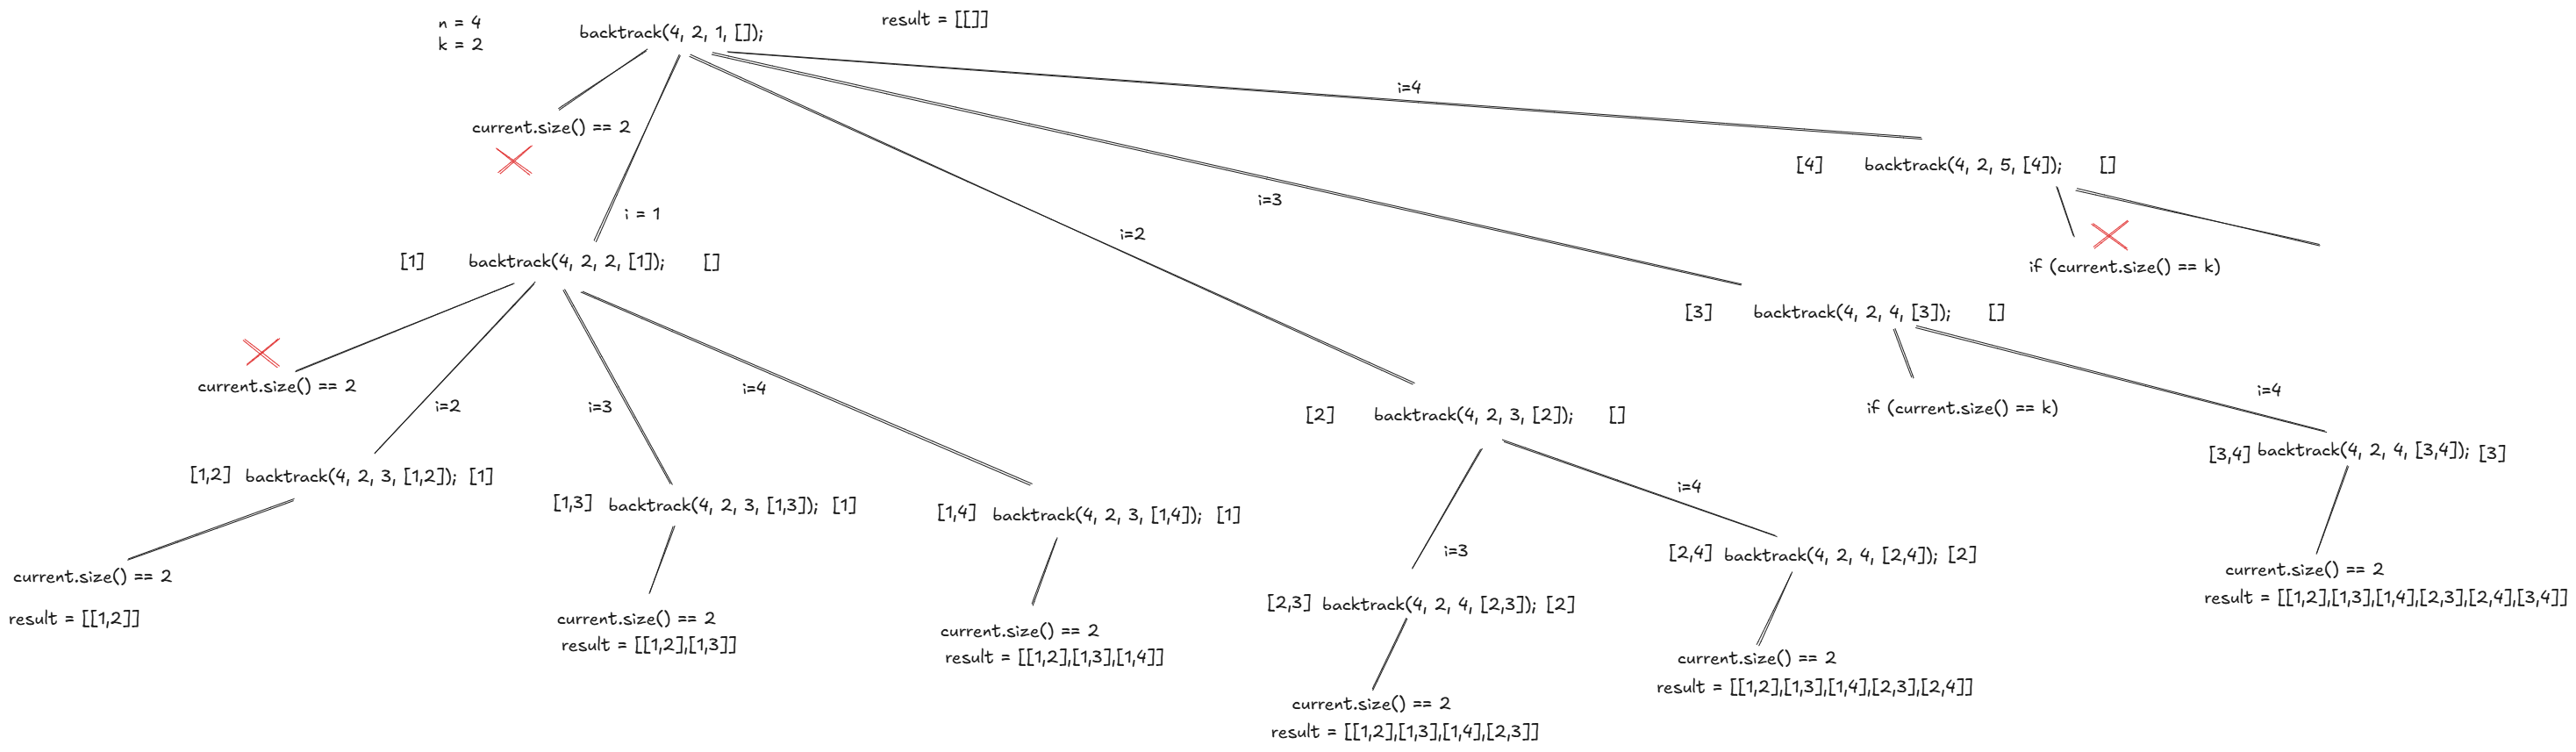 n = 4
k = 2
backtrack(4, 2, 1, []);
result = [[]]
current.size() == 2
i = 1
i=2
i=3
i=4
[4] backtrack(4, 2, 5, [4]); []
if (current.size() == k)
[1] backtrack(4, 2, 2, [1]); []
[3] backtrack(4, 2, 4, [3]); []
current.size() == 2
i=2
i=3
i=4
if (current.size() == k)
i=4
[2] backtrack(4, 2, 3, [2]); []
[3,4] backtrack(4, 2, 4, [3,4]); [3]
[1,2] backtrack(4, 2, 3, [1,2]); [1]
[1,3] backtrack(4, 2, 3, [1,3]); [1]
[1,4] backtrack(4, 2, 3, [1,4]); [1]
i=4
i=3
[2,4] backtrack(4, 2, 4, [2,4]); [2]
[2,3] backtrack(4, 2, 4, [2,3]); [2]
current.size() == 2
result = [[1,2]]
current.size() == 2
result = [[1,2],[1,3]]
current.size() == 2
result = [[1,2],[1,3],[1,4]]
current.size() == 2
result = [[1,2],[1,3],[1,4],[2,3]]
current.size() == 2
result = [[1,2],[1,3],[1,4],[2,3],[2,4]]
current.size() == 2
result = [[1,2],[1,3],[1,4],[2,3],[2,4],[3,4]]